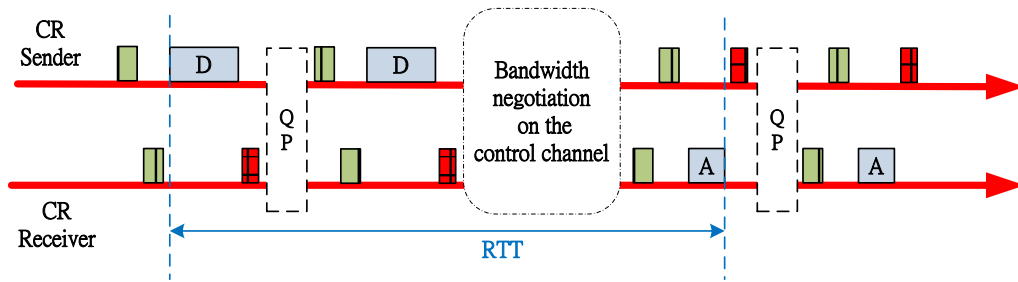 CR
Sender
D
Q
P
D
Bandwidth
negotiation
on the
control channel
Q
P
A
A
CR
Receiver
RTT